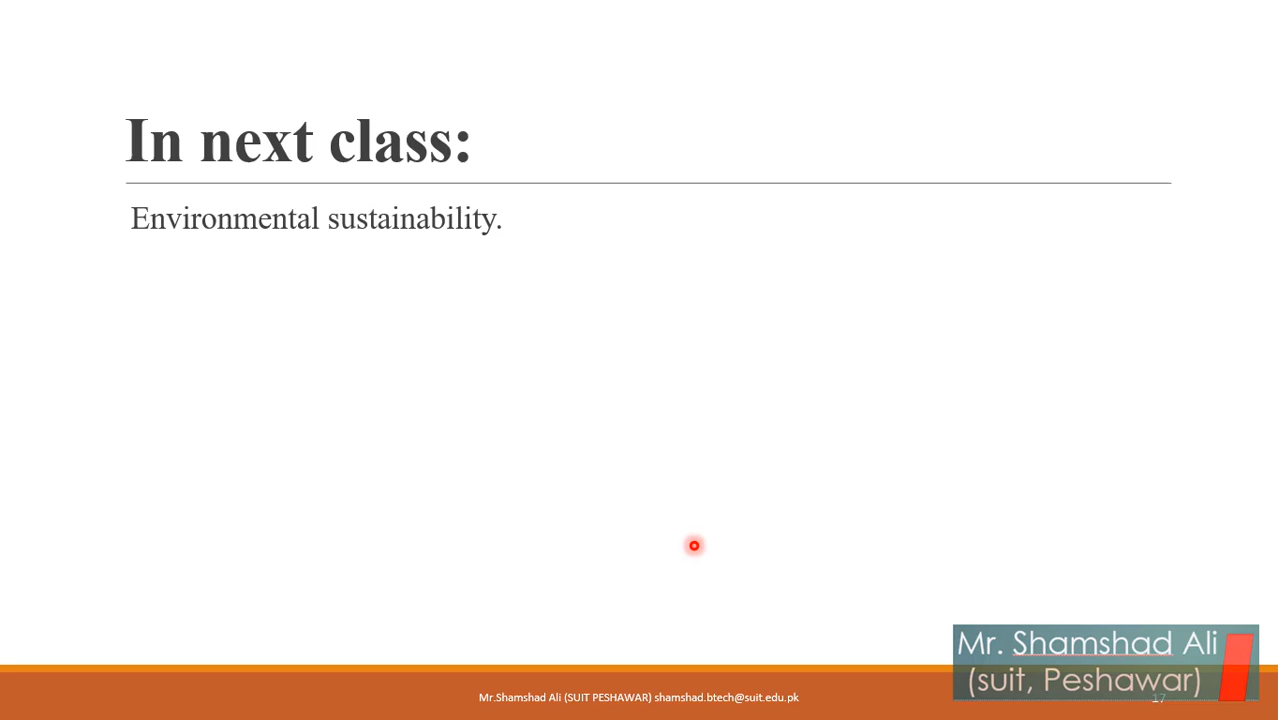 In next class:
Environmental sustainability.
Mr. Shamshad Ali
(suit, Peshawar)
Mr.Shamshad Ali (SUIT PESHAWAR) shamshad.btech@suit.edu.pk
17